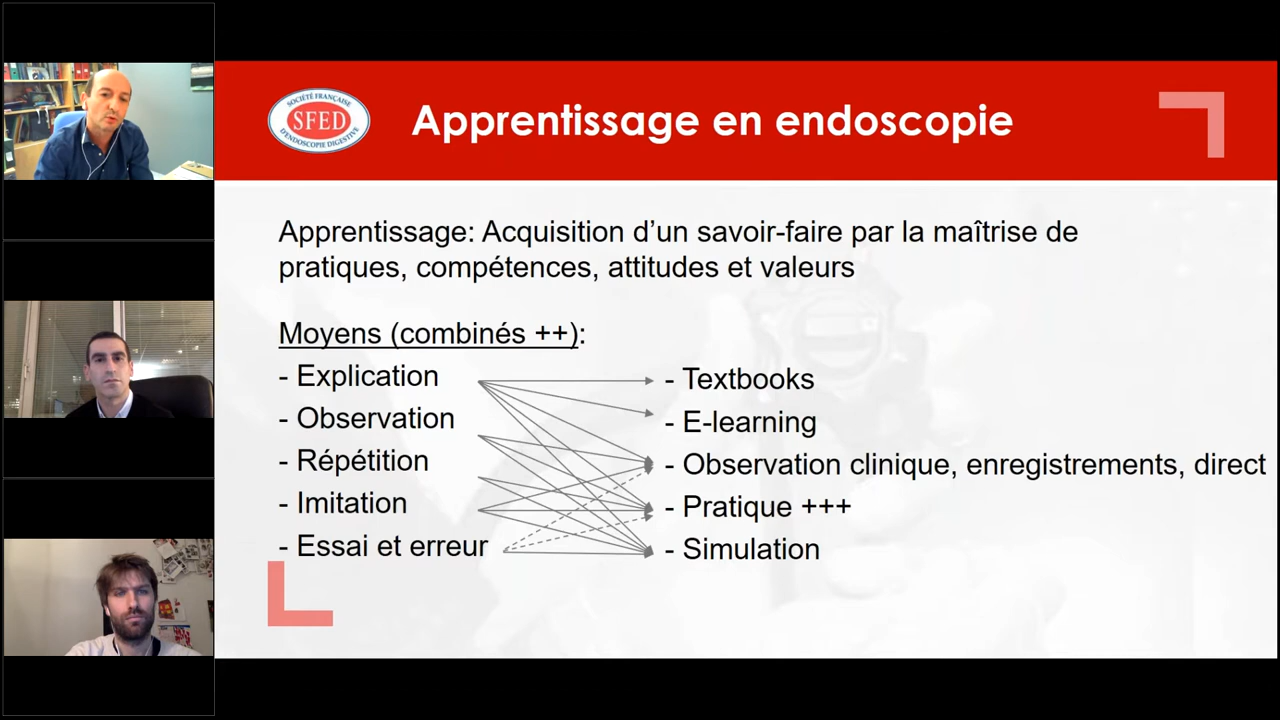 SOCIÉTÉ FRANÇAISE
SFED
D'ENDOSCOPIE DIGESTIVE
Apprentissage en endoscopie
Apprentissage: Acquisition d’un savoir-faire par la maîtrise de
pratiques, compétences, attitudes et valeurs
Moyens (combinés ++):
- Explication
- Observation
- Répétition
- Imitation
- Essai et erreur
- Textbooks
- E-learning
- Observation clinique, enregistrements, direct
- Pratique +++
- Simulation